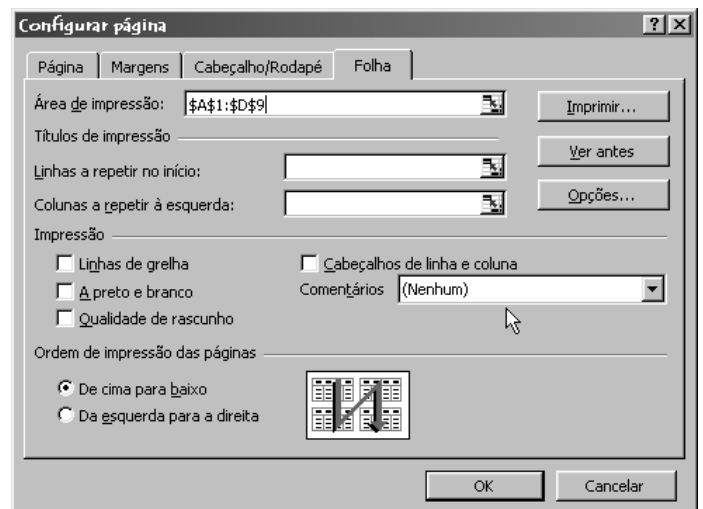 Configurar página
Página Margens Cabeçalho/Rodapé Folha
Área de impressão: $A$1:$D$9 Imprimir...
Títulos de impressão
Ver antes
Linhas a repetir no início:
Colunas a repetir à esquerda: Opções...
Impressão
Linhas de grelha Cabeçalhos de linha e coluna
A preto e branco Comentários (Nenhum)
Qualidade de rascunho
Ordem de impressão das páginas
De cima para baixo
Da esquerda para a direita
OK Cancelar